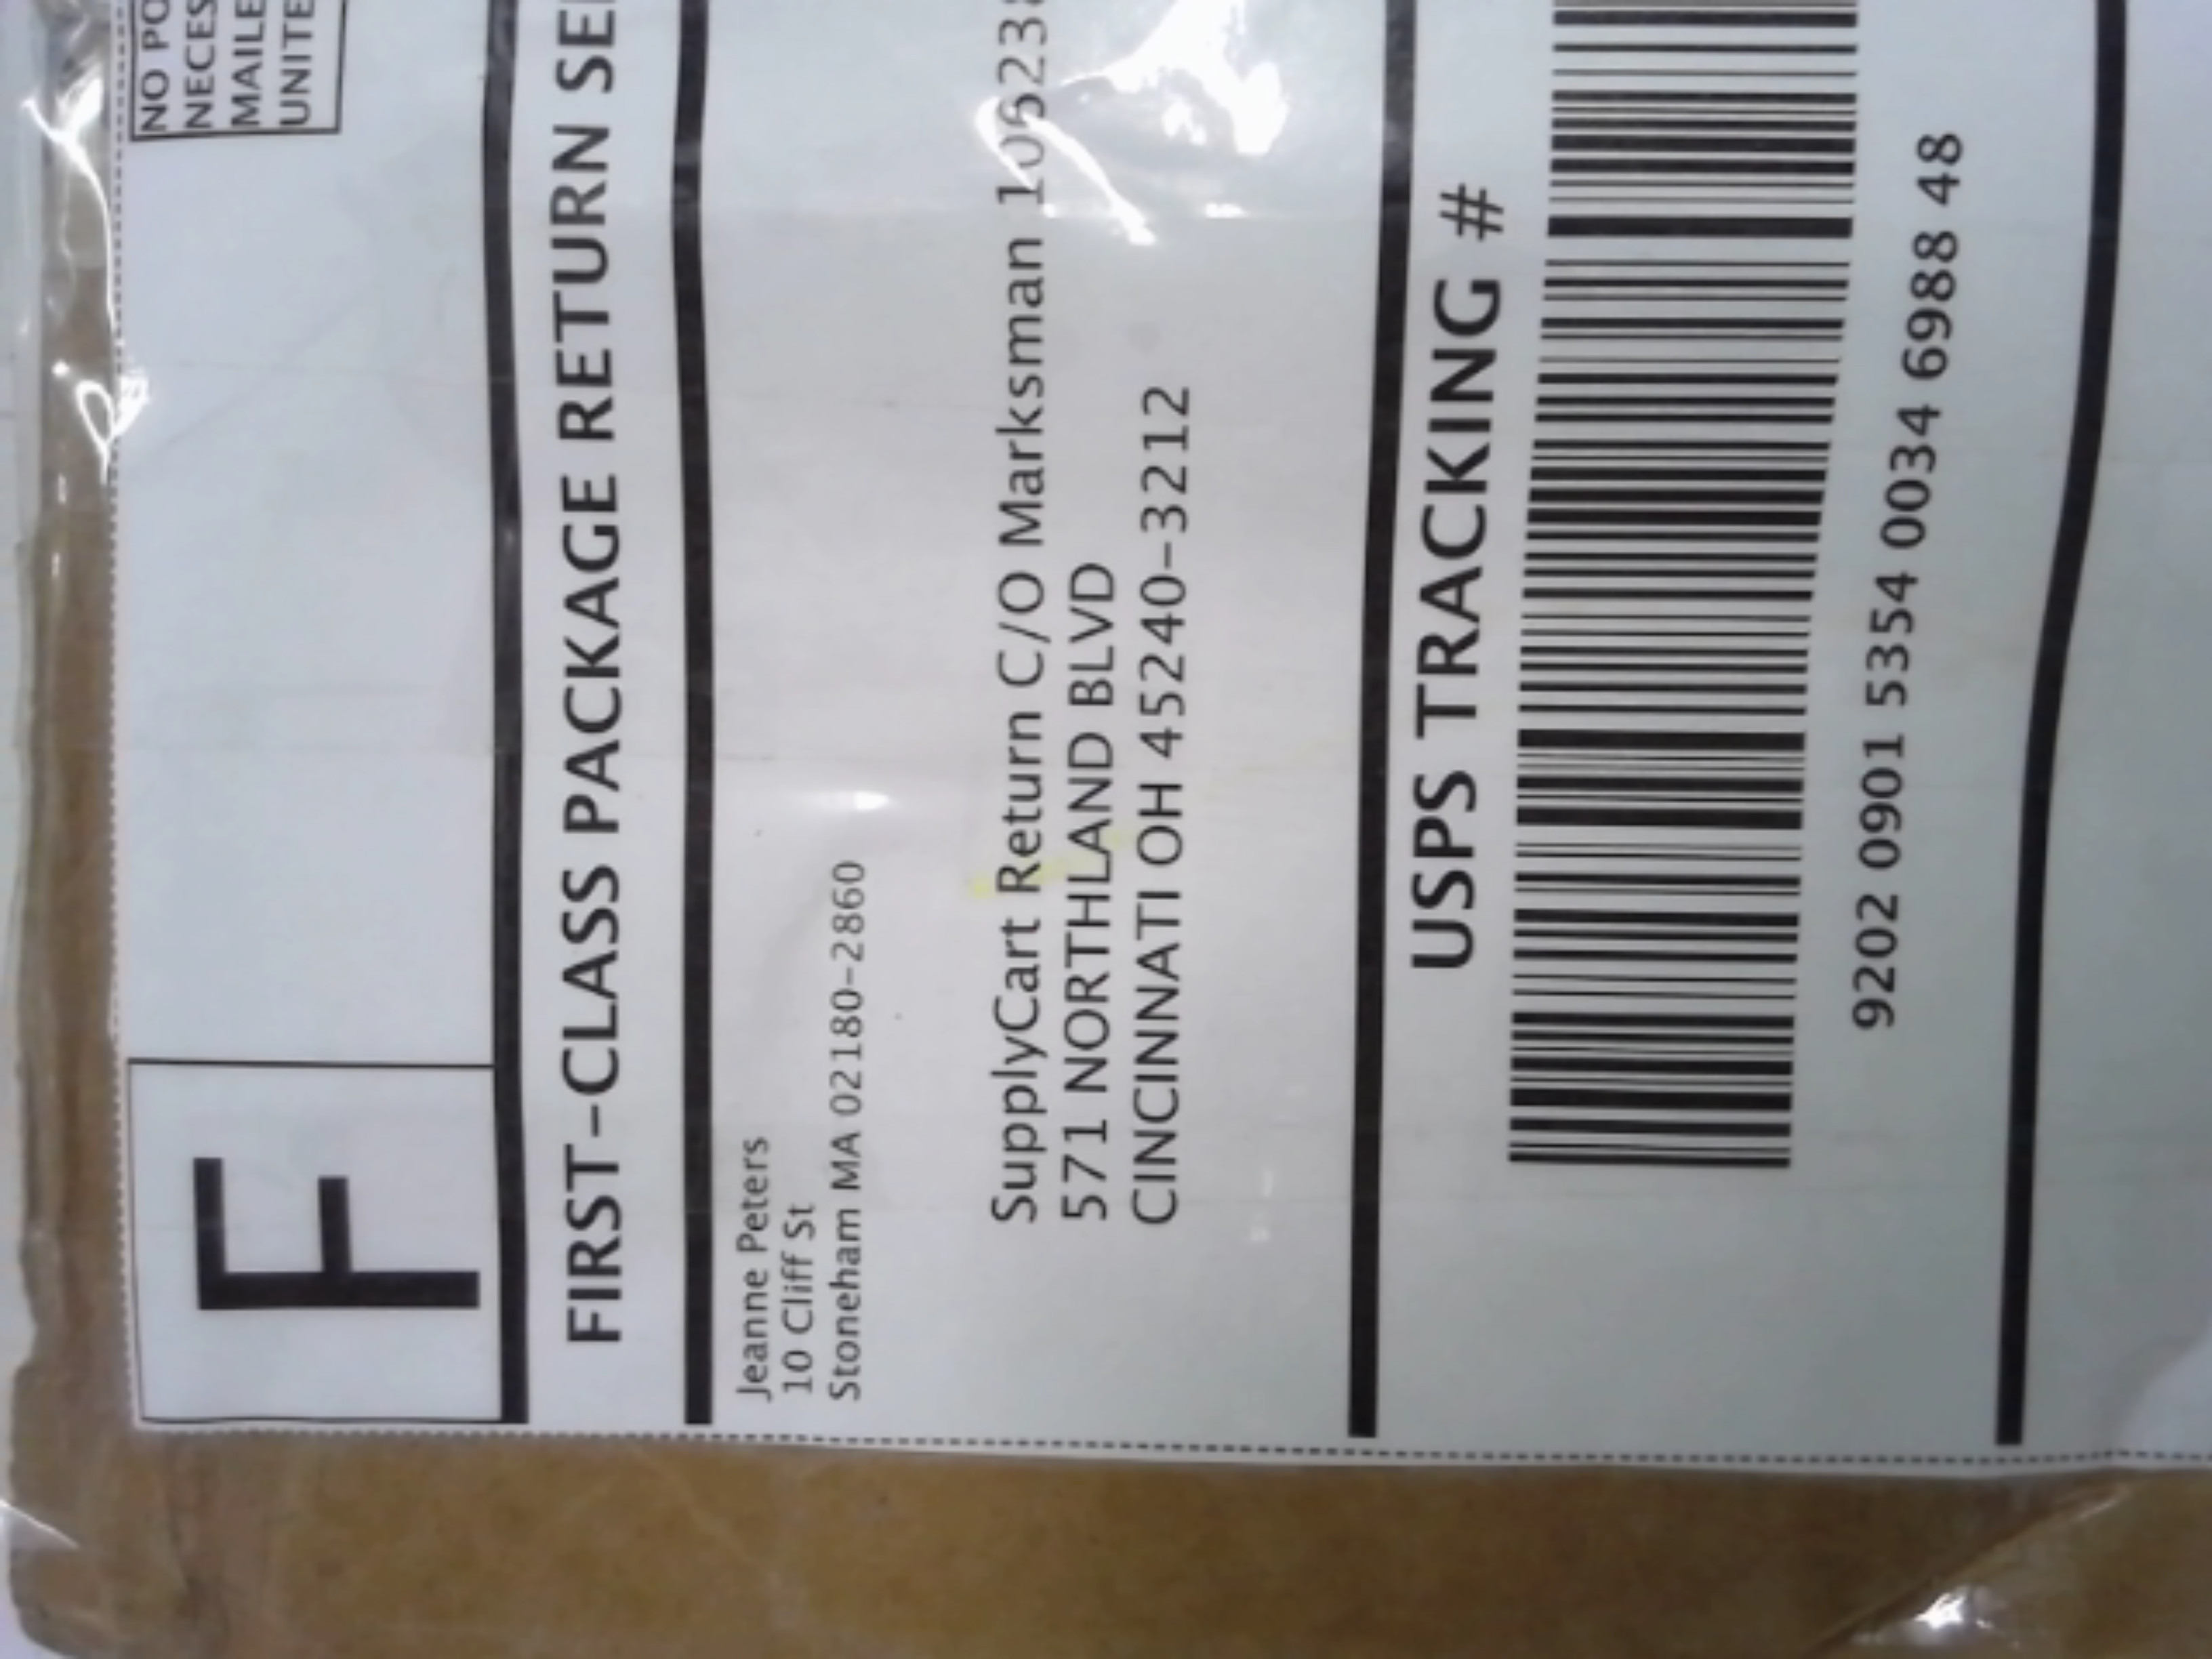 F
NO PO
NECES
MAILE
UNITE
FIRST-CLASS PACKAGE RETURN SE
Jeanne Peters
10 Cliff St
Stoneham MA 02180-2860
SupplyCart Return C/O Marksman 106238
571 NORTHLAND BLVD
CINCINNATI OH 45240-3212
USPS TRACKING #
9202 0901 5354 0034 6988 48